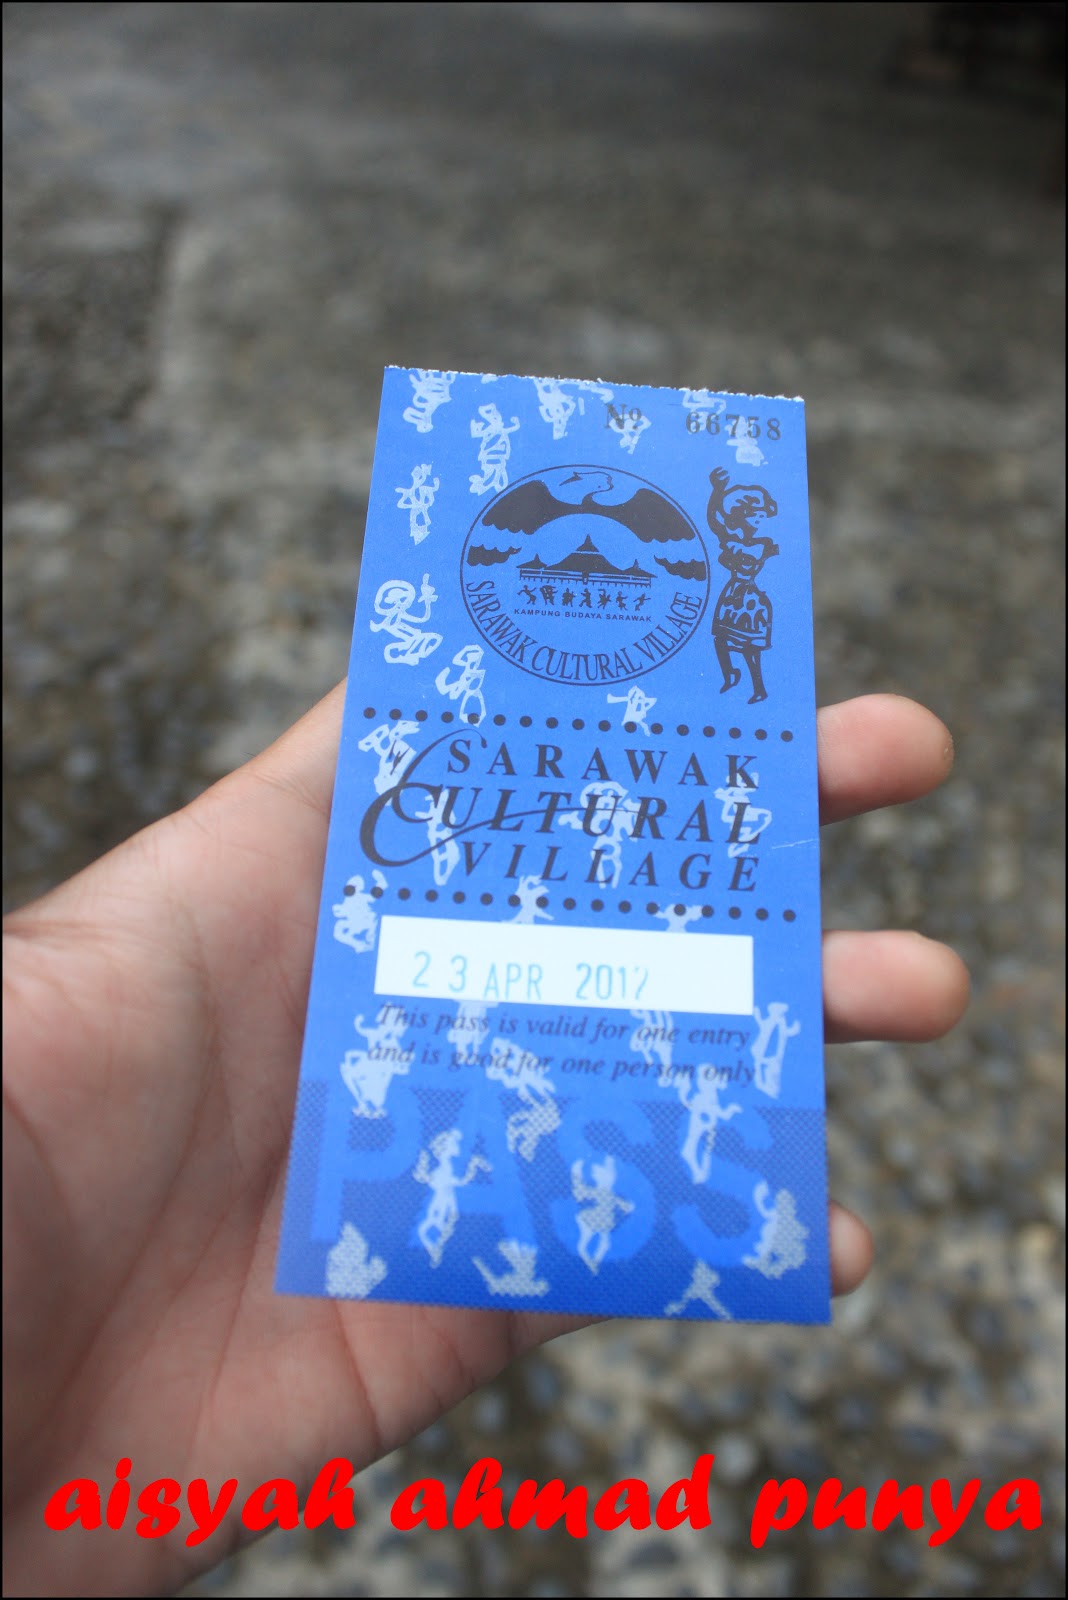 Nº 66758
KAMPUNG BUDAYA SARAWAK
SARAWAK CULTURAL VILLAGE
SARAWAK
CULTURAL
VILLAGE
23 APR 2012
This pass is valid for one entry
and is good for one person only
PASS
aisyah ahmad punya